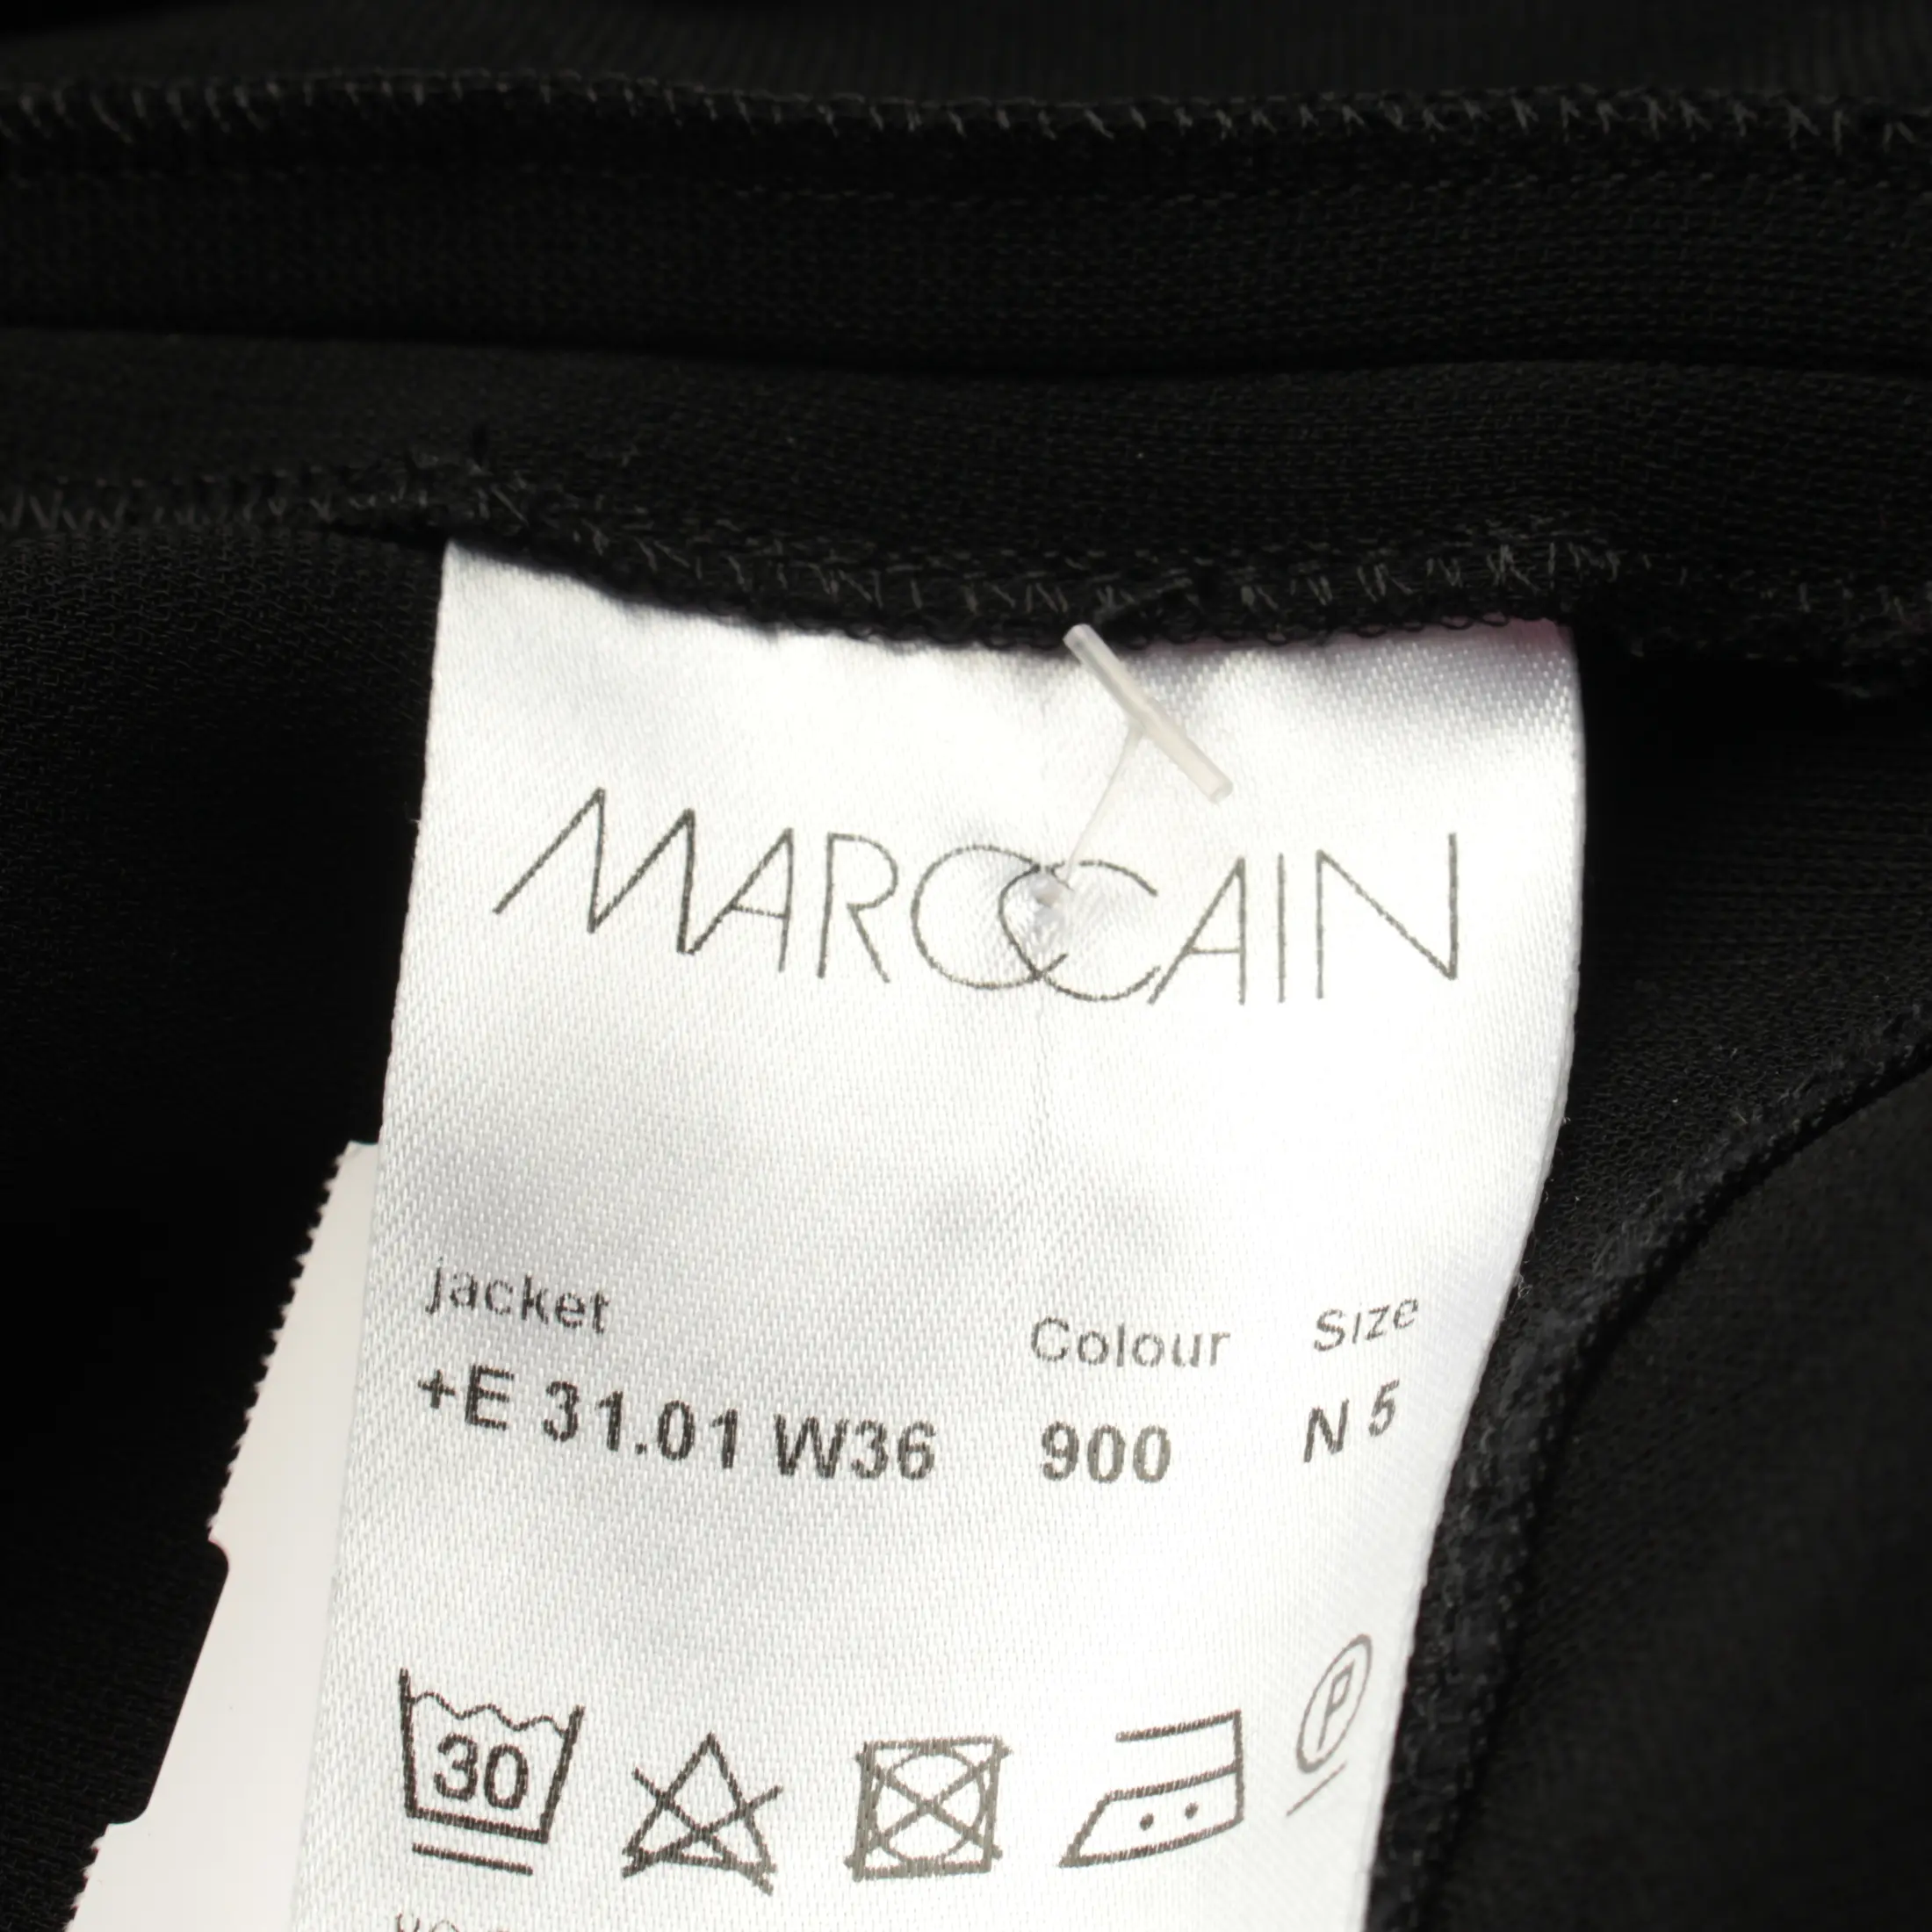 MARCCAIN
jacket Colour Size
+E 31.01 W36 900 N 5
30 P